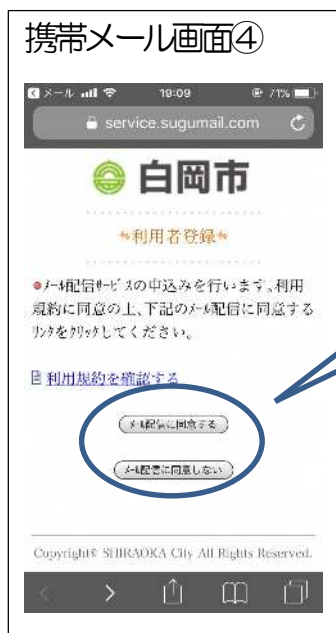 携帯メール画面④
メール 19:09 71%
service.sugumail.com
白岡市
利用者登録
●ﾒｰﾙ配信ｻｰﾋﾞｽの申込みを行います。利用
規約に同意の上、下記のﾒｰﾙ配信に同意する
ﾘﾝｸをｸﾘｯｸしてください。
利用規約を確認する
ﾒｰﾙ配信に同意する
ﾒｰﾙ配信に同意しない
Copyright© SHIRAOKA City All Rights Reserved.